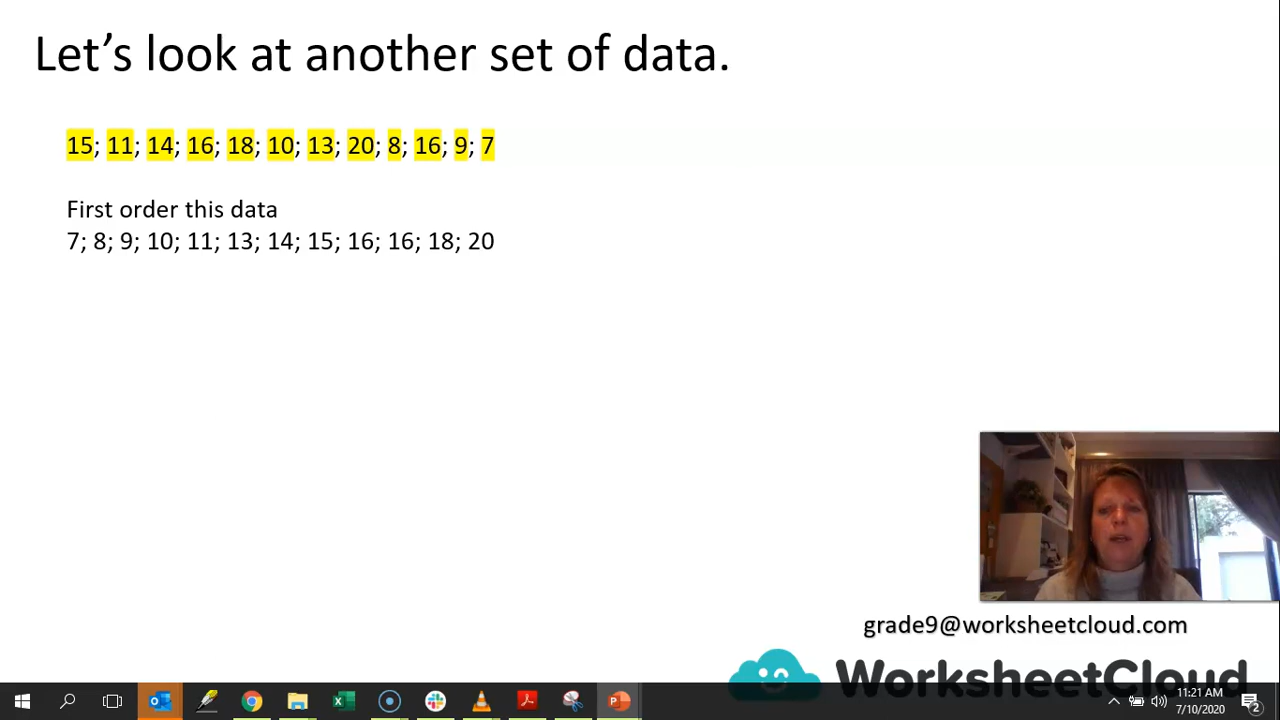 Let’s look at another set of data.
15; 11; 14; 16; 18; 10; 13; 20; 8; 16; 9; 7
First order this data
7; 8; 9; 10; 11; 13; 14; 15; 16; 16; 18; 20
grade9@worksheetcloud.com
WorksheetCloud
11:21 AM
7/10/2020
2